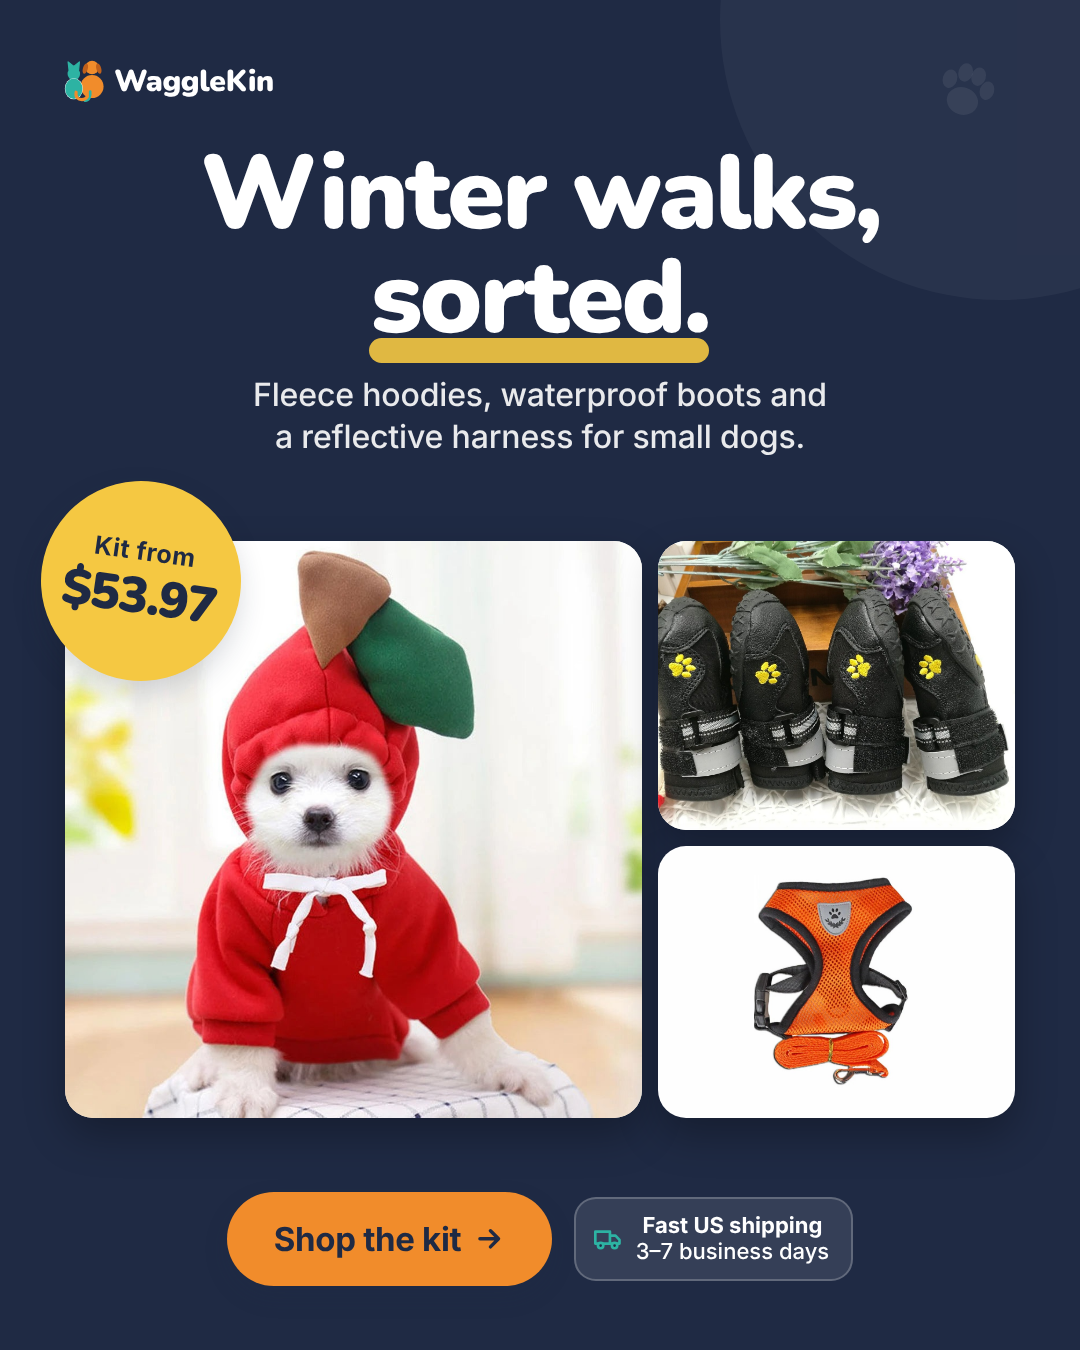 WaggleKin
Winter walks,
sorted.
Fleece hoodies, waterproof boots and
a reflective harness for small dogs.
Kit from
$53.97
Shop the kit →
Fast US shipping
3–7 business days